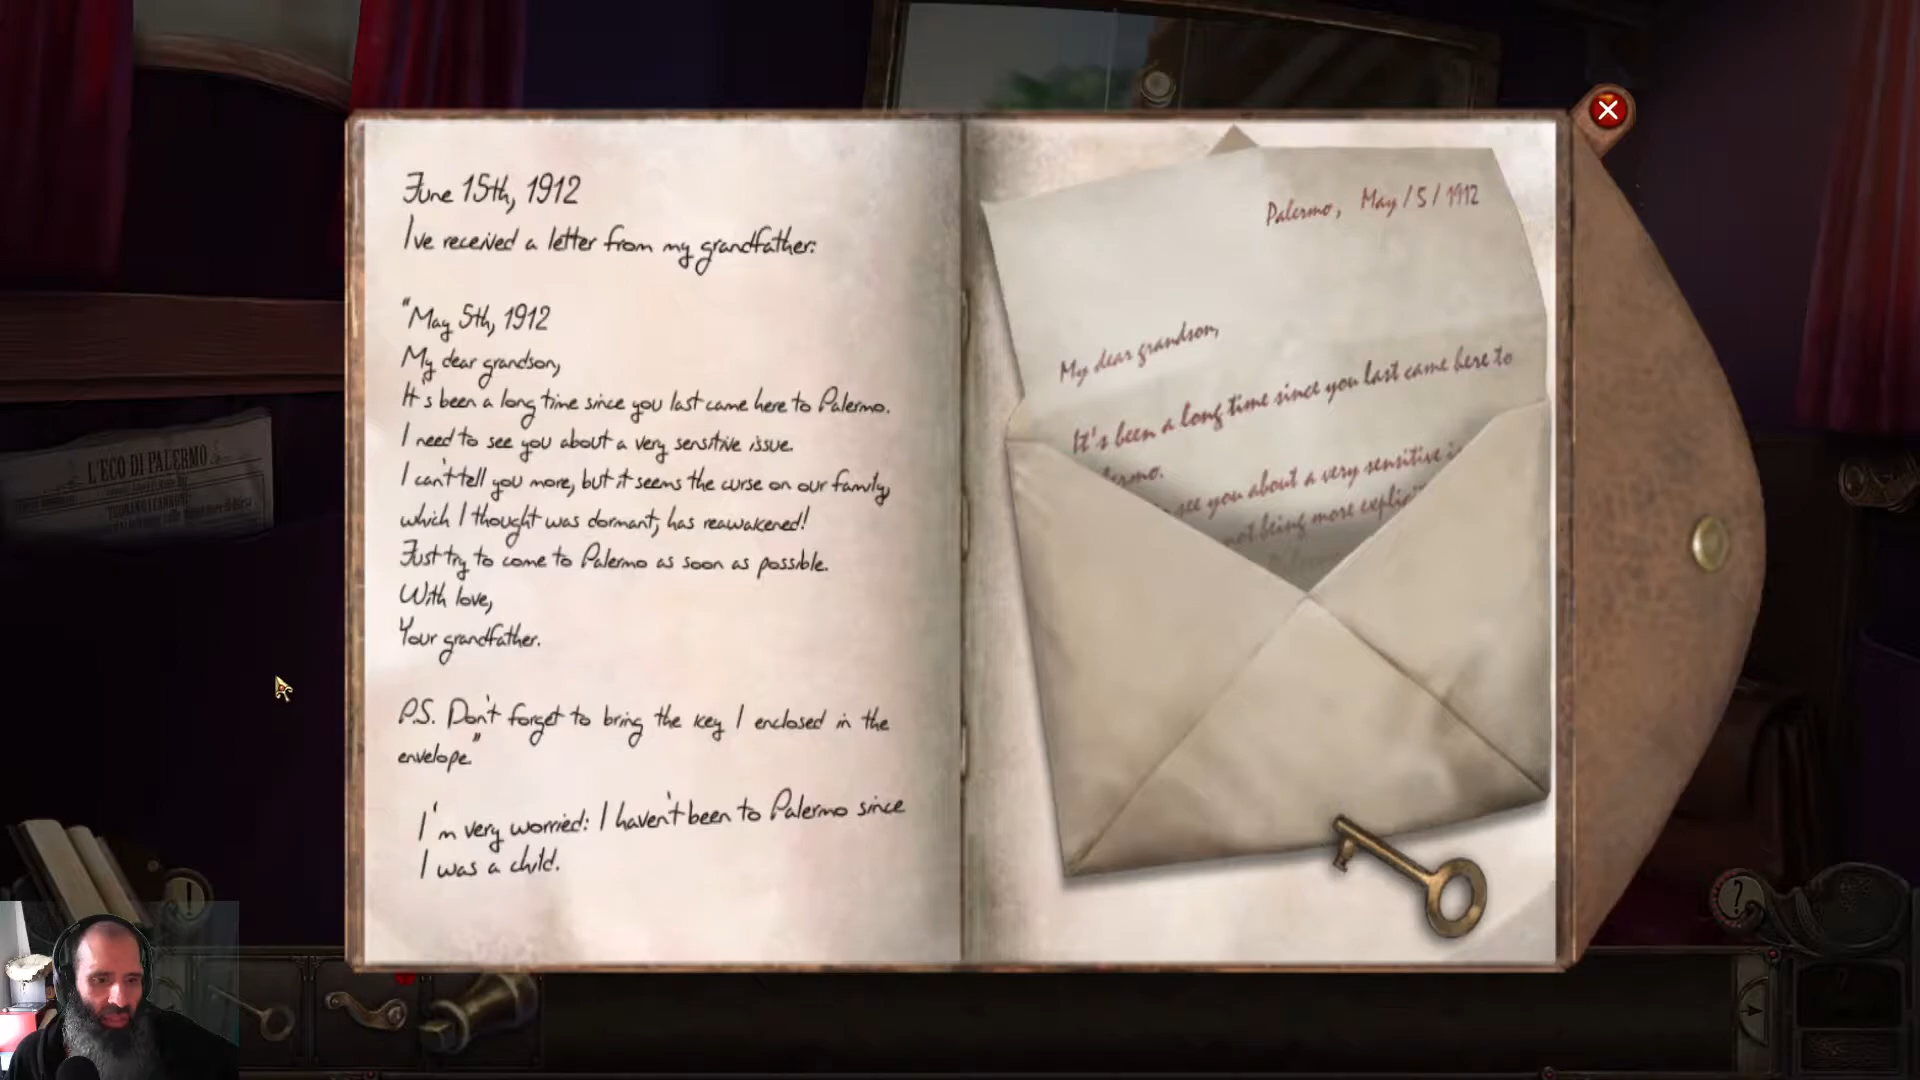 June 15th, 1912
I've received a letter from my grandfather:
"May 5th, 1912
My dear grandson,
It's been a long time since you last came here to Palermo.
I need to see you about a very sensitive issue.
I can't tell you more, but it seems the curse on our family,
which I thought was dormant, has reawakened!
Just try to come to Palermo as soon as possible.
With love,
Your grandfather.
P.S. Don't forget to bring the key I enclosed in the
envelope."
I'm very worried: I haven't been to Palermo since
I was a child.
Palermo, May / 5 / 1912
My dear grandson,
It's been a long time since you last came here to
ermo.
see you about a very sensitive
not being more
L'ECO DI PALERMO
!
?